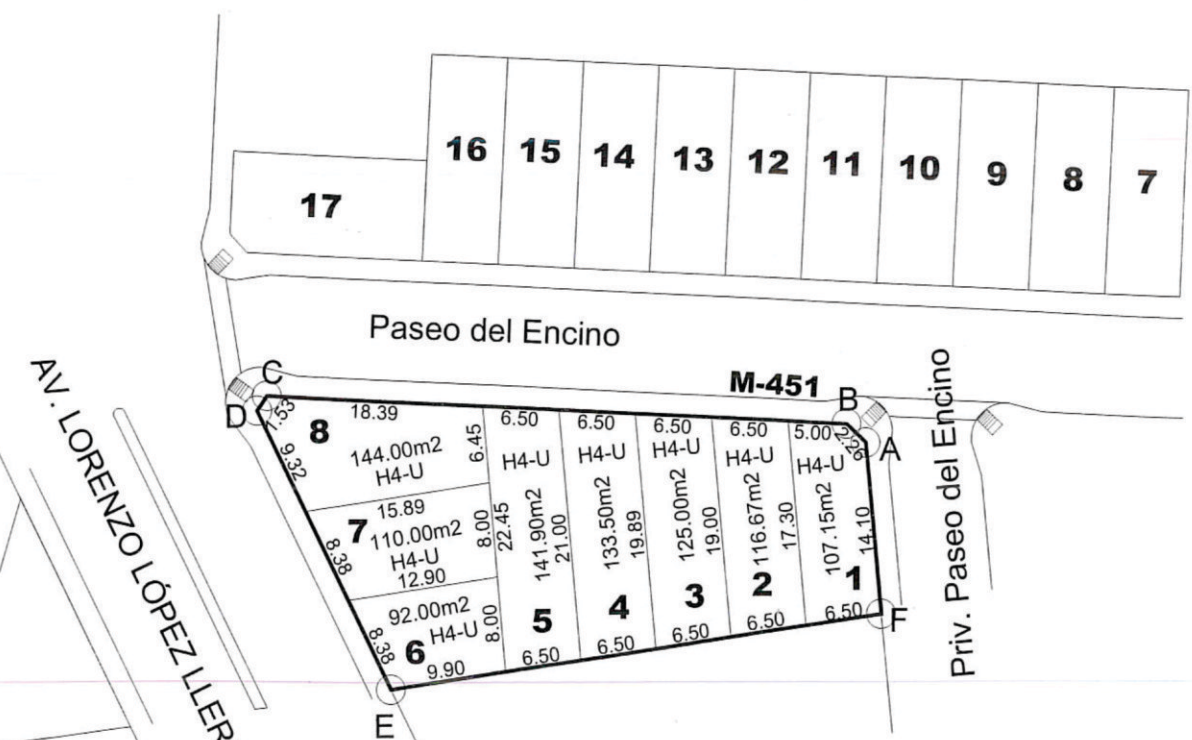 16
15
14
13
12
11
10
9
8
7
17
Paseo del Encino
AV. LORENZO LÓPEZ LLER
Priv. Paseo del Encino
M-451
C
D
B
A
1.53
18.39
6.50
6.50
6.50
6.50
5.00
2.26
8
144.00m2
H4-U
6.45
9.32
H4-U
H4-U
H4-U
H4-U
H4-U
15.89
7
110.00m2
H4-U
12.90
8.38
8.00
22.45
141.90m2
21.00
133.50m2
19.89
125.00m2
19.00
116.67m2
17.30
107.15m2
14.10
92.00m2
H4-U
6
8.38
8.00
9.90
5
6.50
4
6.50
3
6.50
2
6.50
1
6.50
F
E